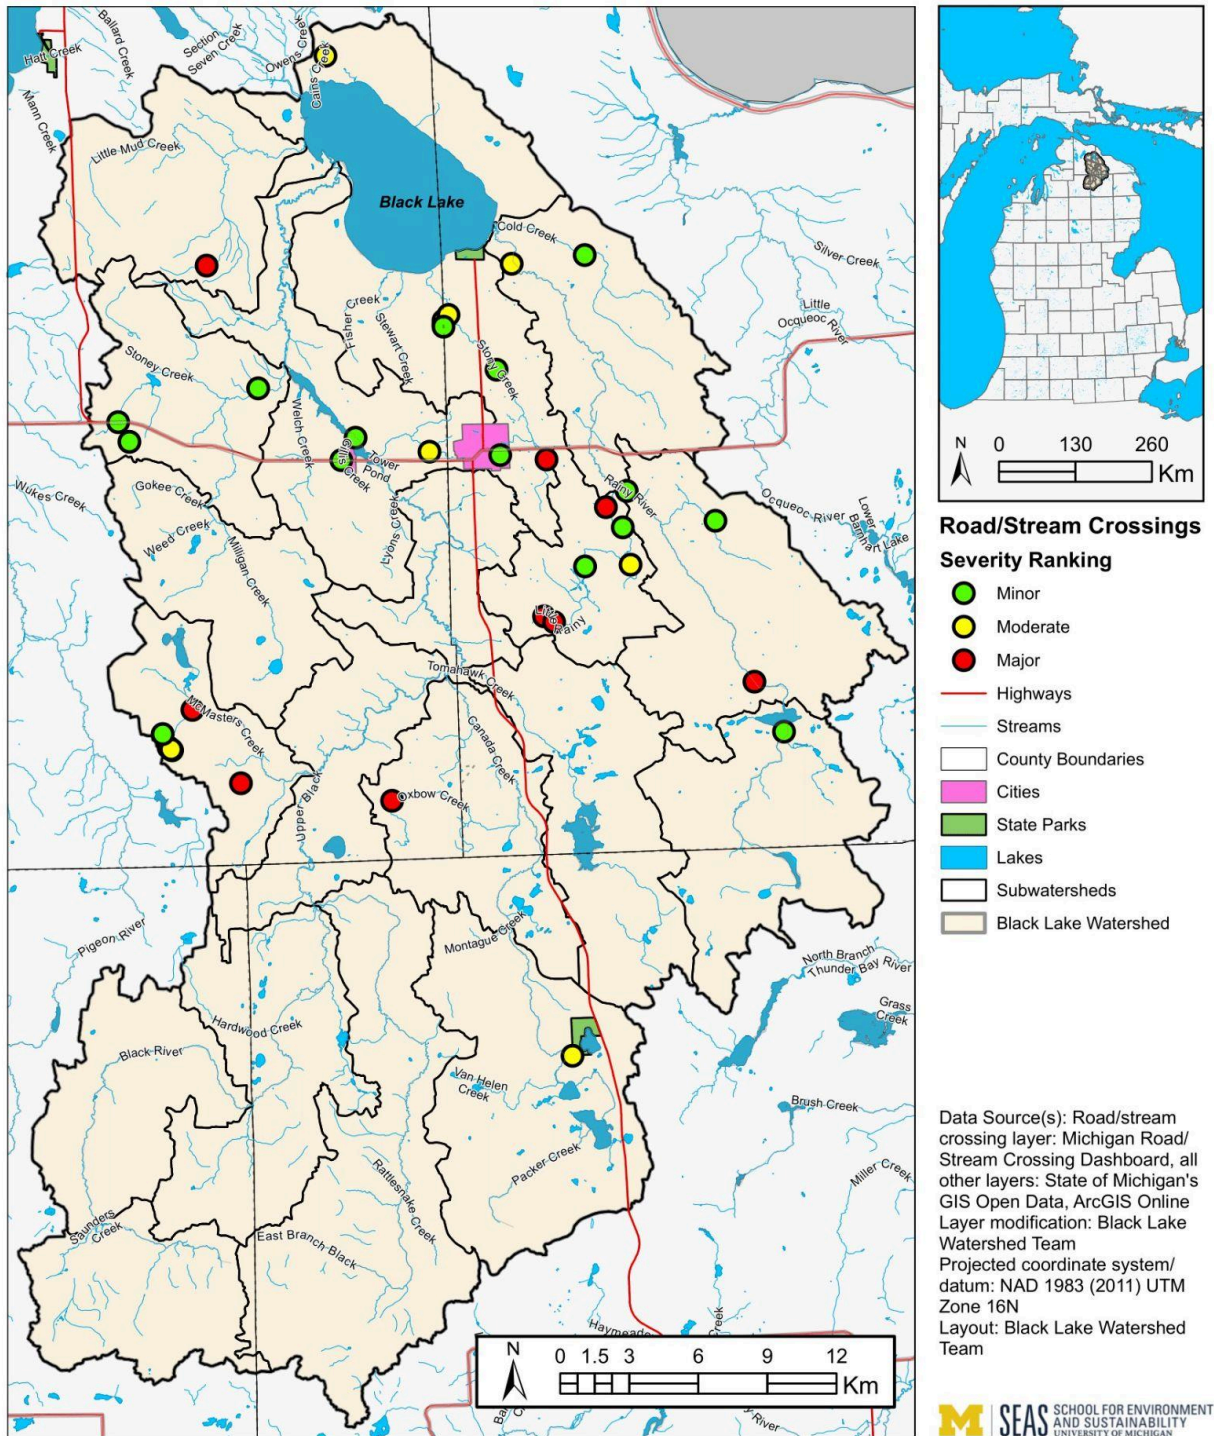 Hatt Creek
Ballard Creek
Section
Seven Creek
Owens Creek
Cains Creek
Mann Creek
Little Mud Creek
Black Lake
Cold Creek
Silver Creek
Little
Ocqueoc
River
Fisher Creek
Stewart Creek
Stony Creek
Stoney Creek
Welch Creek
Gillis
Creek
Tower
Pond
Rainy River
Ocqueoc River
Lower
Barnhart Lake
Wukes Creek
Gokee Creek
Weed Creek
Milligan Creek
Lyons Creek
Little
Rainy
Tomahawk Creek
McMasters Creek
Canada Creek
Upper Black
Oxbow Creek
Pigeon River
Montague Creek
North Branch
Thunder Bay River
Grass
Creek
Hardwood Creek
Black River
Van Helen
Creek
Brush Creek
Packer Creek
Miller Creek
Rattlesnake Creek
Saunders
Creek
East Branch Black
Creek
N
0 1.5 3 6 9 12
Km
N
0 130 260
Km
Road/Stream Crossings
Severity Ranking
Minor
Moderate
Major
Highways
Streams
County Boundaries
Cities
State Parks
Lakes
Subwatersheds
Black Lake Watershed
Data Source(s): Road/stream
crossing layer: Michigan Road/
Stream Crossing Dashboard, all
other layers: State of Michigan's
GIS Open Data, ArcGIS Online
Layer modification: Black Lake
Watershed Team
Projected coordinate system/
datum: NAD 1983 (2011) UTM
Zone 16N
Layout: Black Lake Watershed
Team
M SEAS SCHOOL FOR ENVIRONMENT
AND SUSTAINABILITY
UNIVERSITY OF MICHIGAN